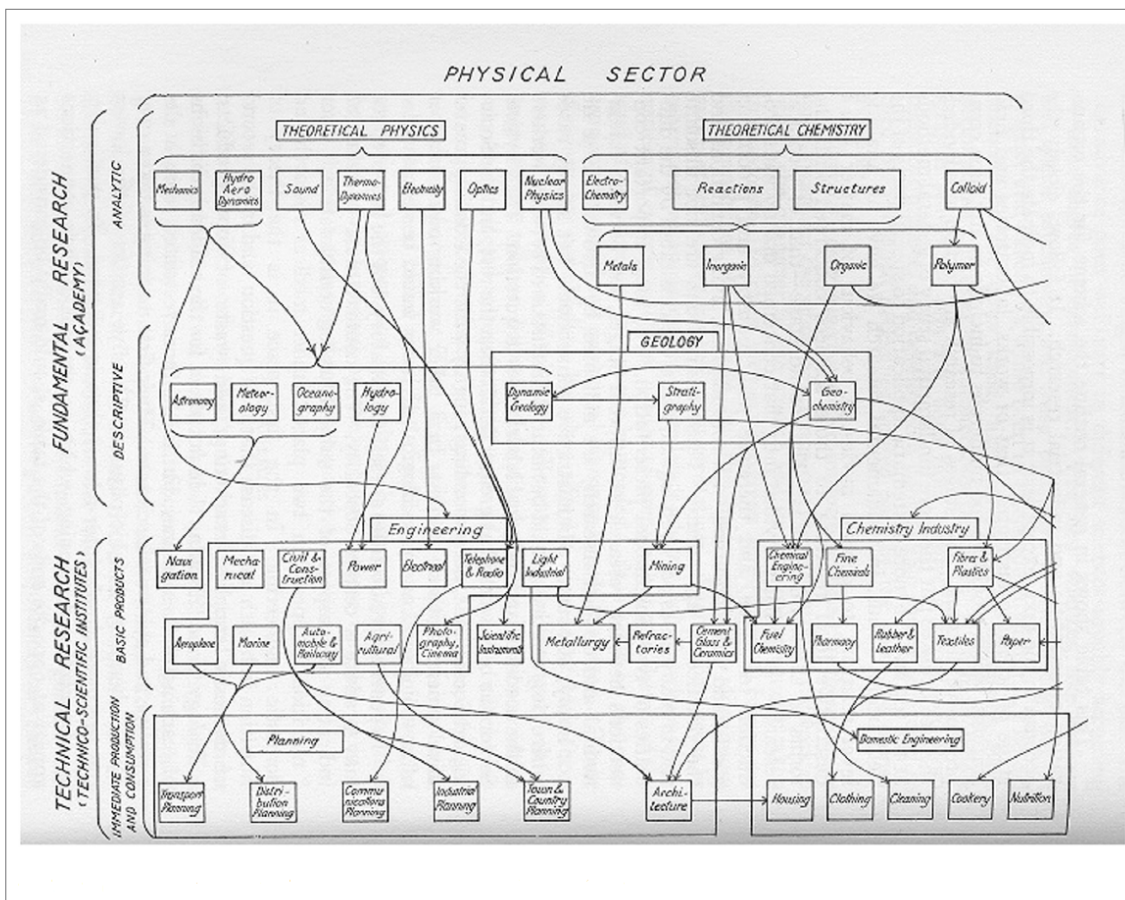 PHYSICAL SECTOR
FUNDAMENTAL RESEARCH
(ACADEMY)
TECHNICAL RESEARCH
(TECHNICO-SCIENTIFIC INSTITUTES)
ANALYTIC
DESCRIPTIVE
BASIC PRODUCTS
IMMEDIATE PRODUCTION
AND CONSUMPTION
THEORETICAL PHYSICS
THEORETICAL CHEMISTRY
Mechanics
Hydro
Aero
Dynamics
Sound
Thermo-
Dynamics
Electricity
Optics
Nuclear
Physics
Electro-
Chemistry
Reactions
Structures
Colloid
Metals
Inorganic
Organic
Polymer
GEOLOGY
Astronomy
Meteor-
ology
Oceano-
graphy
Hydro-
logy
Dynamic
Geology
Strati-
graphy
Geo-
chemistry
Engineering
Chemistry Industry
Navi-
gation
Mecha-
nical
Civil &
Cons-
truction
Power
Electrical
Telephone
& Radio
Light
Industrial
Mining
Chemical
Engine-
ering
Fine
Chemicals
Fibres &
Plastics
Aeroplane
Marine
Auto-
mobile &
Railway
Agri-
cultural
Photo-
graphy,
Cinema
Scientific
Instruments
Metallurgy
Refrac-
tories
Cement
Glass &
Ceramics
Fuel
Chemistry
Pharmacy
Rubber &
Leather
Textiles
Paper
Planning
Domestic Engineering
Transport
Planning
Distri-
bution
Planning
Commu-
nications
Planning
Industrial
Planning
Town &
Country
Planning
Archi-
tecture
Housing
Clothing
Cleaning
Cookery
Nutrition